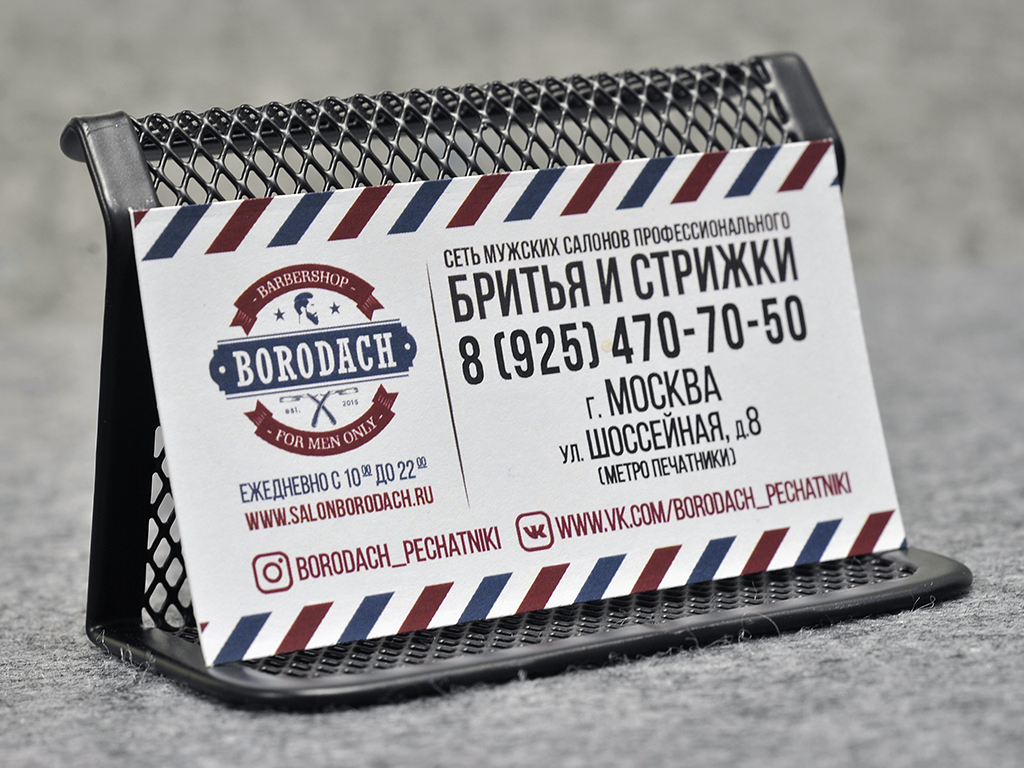 - BARBERSHOP -
BORODACH
est. 2015
- FOR MEN ONLY -
ЕЖЕДНЕВНО С 10⁰⁰ ДО 22⁰⁰
WWW.SALONBORODACH.RU
BORODACH_PECHATNIKI
СЕТЬ МУЖСКИХ САЛОНОВ ПРОФЕССИОНАЛЬНОГО
БРИТЬЯ И СТРИЖКИ
8 (925) 470-70-50
г. МОСКВА
ул. ШОССЕЙНАЯ, д.8
(МЕТРО ПЕЧАТНИКИ)
WWW.VK.COM/BORODACH_PECHATNIKI